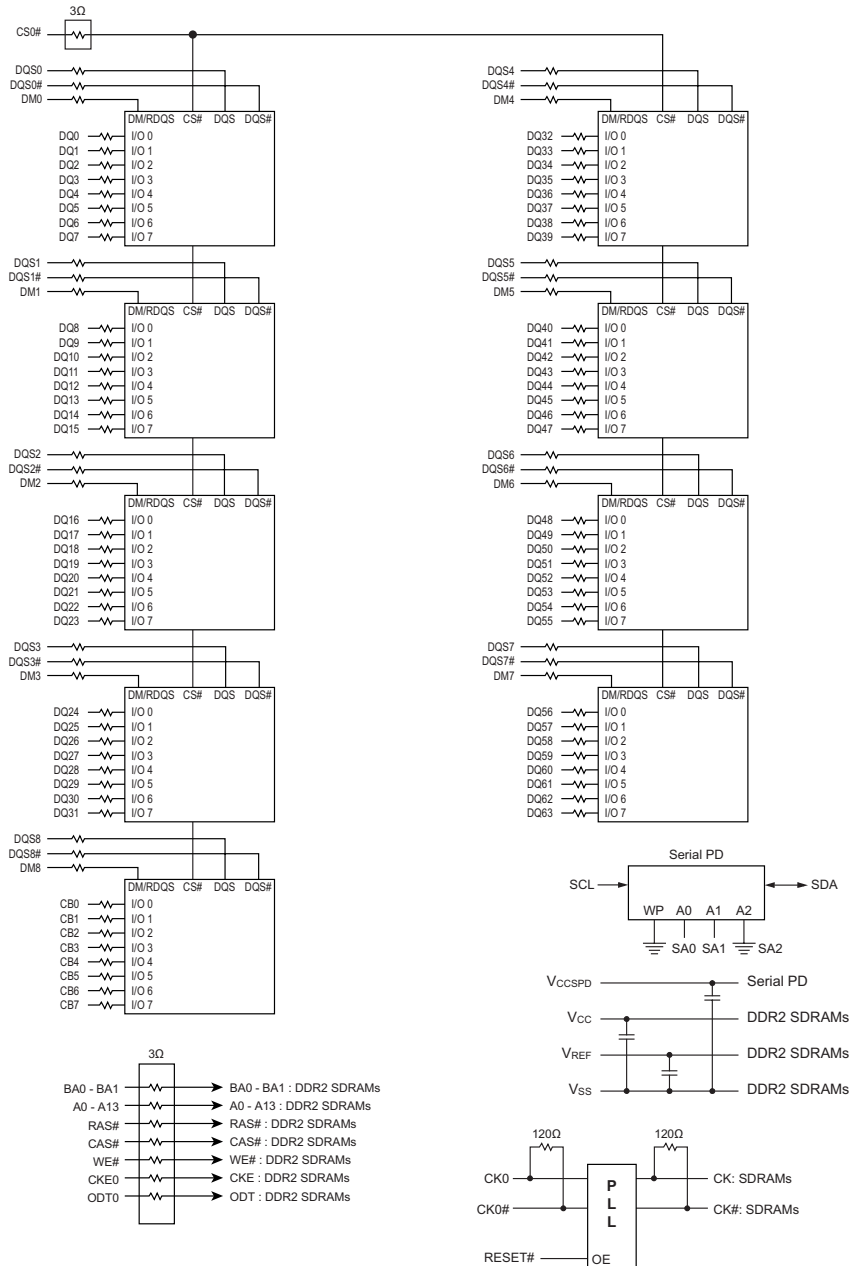 3Ω
CS0#
DQS0
DQS0#
DM0
DM/RDQS CS# DQS DQS#
DQ0 I/O 0
DQ1 I/O 1
DQ2 I/O 2
DQ3 I/O 3
DQ4 I/O 4
DQ5 I/O 5
DQ6 I/O 6
DQ7 I/O 7
DQS1
DQS1#
DM1
DM/RDQS CS# DQS DQS#
DQ8 I/O 0
DQ9 I/O 1
DQ10 I/O 2
DQ11 I/O 3
DQ12 I/O 4
DQ13 I/O 5
DQ14 I/O 6
DQ15 I/O 7
DQS2
DQS2#
DM2
DM/RDQS CS# DQS DQS#
DQ16 I/O 0
DQ17 I/O 1
DQ18 I/O 2
DQ19 I/O 3
DQ20 I/O 4
DQ21 I/O 5
DQ22 I/O 6
DQ23 I/O 7
DQS3
DQS3#
DM3
DM/RDQS CS# DQS DQS#
DQ24 I/O 0
DQ25 I/O 1
DQ26 I/O 2
DQ27 I/O 3
DQ28 I/O 4
DQ29 I/O 5
DQ30 I/O 6
DQ31 I/O 7
DQS8
DQS8#
DM8
DM/RDQS CS# DQS DQS#
CB0 I/O 0
CB1 I/O 1
CB2 I/O 2
CB3 I/O 3
CB4 I/O 4
CB5 I/O 5
CB6 I/O 6
CB7 I/O 7
DQS4
DQS4#
DM4
DM/RDQS CS# DQS DQS#
DQ32 I/O 0
DQ33 I/O 1
DQ34 I/O 2
DQ35 I/O 3
DQ36 I/O 4
DQ37 I/O 5
DQ38 I/O 6
DQ39 I/O 7
DQS5
DQS5#
DM5
DM/RDQS CS# DQS DQS#
DQ40 I/O 0
DQ41 I/O 1
DQ42 I/O 2
DQ43 I/O 3
DQ44 I/O 4
DQ45 I/O 5
DQ46 I/O 6
DQ47 I/O 7
DQS6
DQS6#
DM6
DM/RDQS CS# DQS DQS#
DQ48 I/O 0
DQ49 I/O 1
DQ50 I/O 2
DQ51 I/O 3
DQ52 I/O 4
DQ53 I/O 5
DQ54 I/O 6
DQ55 I/O 7
DQS7
DQS7#
DM7
DM/RDQS CS# DQS DQS#
DQ56 I/O 0
DQ57 I/O 1
DQ58 I/O 2
DQ59 I/O 3
DQ60 I/O 4
DQ61 I/O 5
DQ62 I/O 6
DQ63 I/O 7
Serial PD
SCL SDA
WP A0 A1 A2
SA0 SA1 SA2
VCCSPD Serial PD
VCC DDR2 SDRAMs
VREF DDR2 SDRAMs
VSS DDR2 SDRAMs
3Ω
BA0 - BA1 BA0 - BA1 : DDR2 SDRAMs
A0 - A13 A0 - A13 : DDR2 SDRAMs
RAS# RAS# : DDR2 SDRAMs
CAS# CAS# : DDR2 SDRAMs
WE# WE# : DDR2 SDRAMs
CKE0 CKE : DDR2 SDRAMs
ODT0 ODT : DDR2 SDRAMs
120Ω 120Ω
CK0 CK: SDRAMs
PLL
CK0# CK#: SDRAMs
RESET# OE